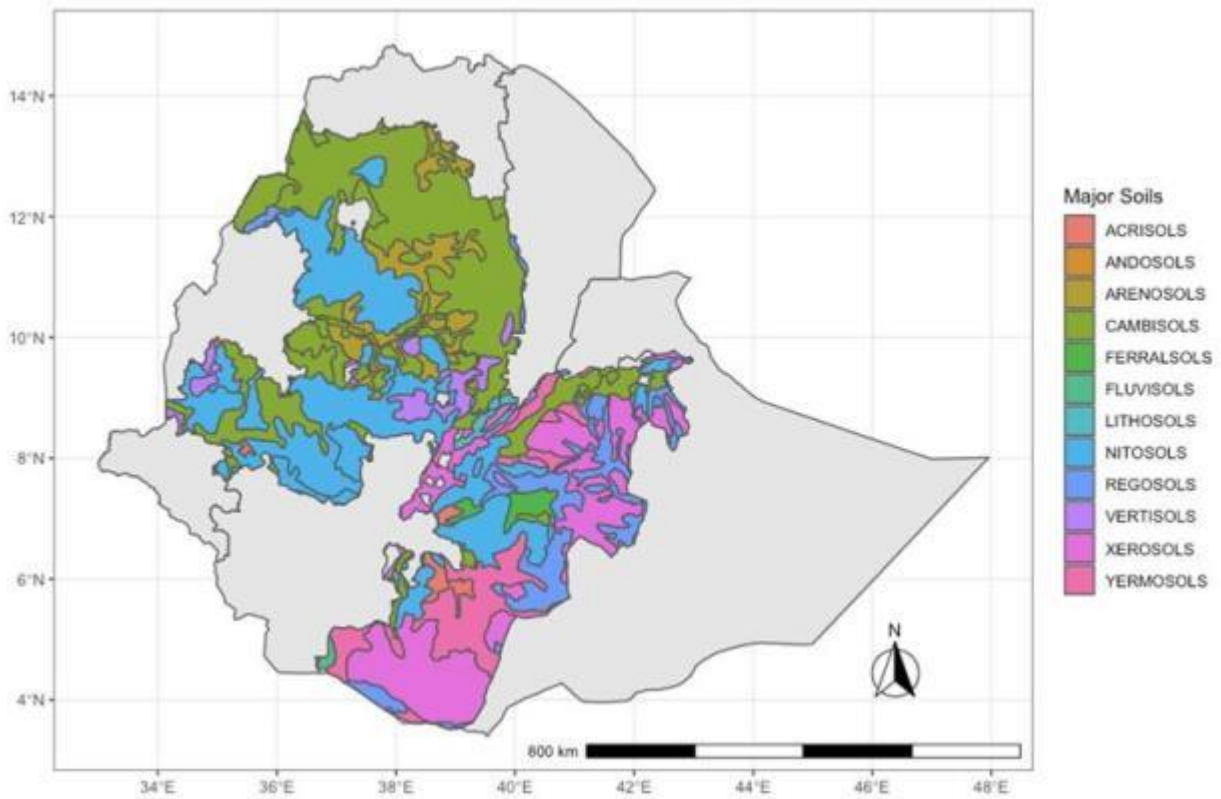 14°N
12°N
10°N
8°N
6°N
4°N
34°E
36°E
38°E
40°E
42°E
44°E
46°E
48°E
N
800 km
Major Soils
ACRISOLS
ANDOSOLS
ARENOSOLS
CAMBISOLS
FERRALSOLS
FLUVISOLS
LITHOSOLS
NITOSOLS
REGOSOLS
VERTISOLS
XEROSOLS
YERMOSOLS